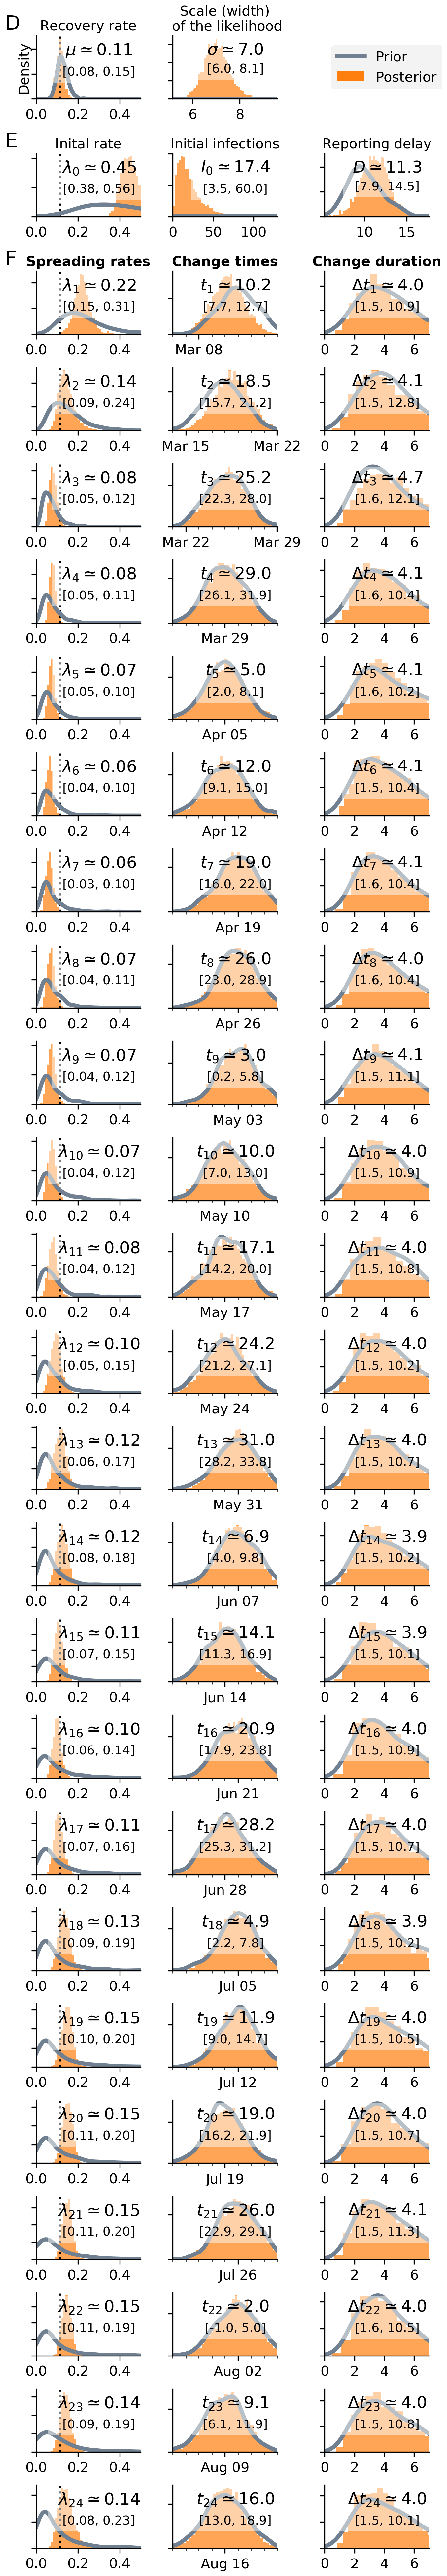 D
Recovery rate
Scale (width)
of the likelihood
Density
μ ≃ 0.11
[0.08, 0.15]
σ ≃ 7.0
[6.0, 8.1]
Prior
Posterior
0.0 0.2 0.4
6 8
E
Inital rate
Initial infections
Reporting delay
λ0 ≃ 0.45
[0.38, 0.56]
I0 ≃ 17.4
[3.5, 60.0]
D ≃ 11.3
[7.9, 14.5]
0.0 0.2 0.4
0 50 100
10 15
F
Spreading rates
Change times
Change duration
λ1 ≃ 0.22
[0.15, 0.31]
t1 ≃ 10.2
[7.7, 12.7]
Δt1 ≃ 4.0
[1.5, 10.9]
0.0 0.2 0.4
Mar 08
0 2 4 6
λ2 ≃ 0.14
[0.09, 0.24]
t2 ≃ 18.5
[15.7, 21.2]
Δt2 ≃ 4.1
[1.5, 12.8]
0.0 0.2 0.4
Mar 15 Mar 22
0 2 4 6
λ3 ≃ 0.08
[0.05, 0.12]
t3 ≃ 25.2
[22.3, 28.0]
Δt3 ≃ 4.7
[1.6, 12.1]
0.0 0.2 0.4
Mar 22 Mar 29
0 2 4 6
λ4 ≃ 0.08
[0.05, 0.11]
t4 ≃ 29.0
[26.1, 31.9]
Δt4 ≃ 4.1
[1.6, 10.4]
0.0 0.2 0.4
Mar 29
0 2 4 6
λ5 ≃ 0.07
[0.05, 0.10]
t5 ≃ 5.0
[2.0, 8.1]
Δt5 ≃ 4.1
[1.6, 10.2]
0.0 0.2 0.4
Apr 05
0 2 4 6
λ6 ≃ 0.06
[0.04, 0.10]
t6 ≃ 12.0
[9.1, 15.0]
Δt6 ≃ 4.1
[1.5, 10.4]
0.0 0.2 0.4
Apr 12
0 2 4 6
λ7 ≃ 0.06
[0.03, 0.10]
t7 ≃ 19.0
[16.0, 22.0]
Δt7 ≃ 4.1
[1.6, 10.4]
0.0 0.2 0.4
Apr 19
0 2 4 6
λ8 ≃ 0.07
[0.04, 0.11]
t8 ≃ 26.0
[23.0, 28.9]
Δt8 ≃ 4.0
[1.6, 10.4]
0.0 0.2 0.4
Apr 26
0 2 4 6
λ9 ≃ 0.07
[0.04, 0.12]
t9 ≃ 3.0
[0.2, 5.8]
Δt9 ≃ 4.1
[1.5, 11.1]
0.0 0.2 0.4
May 03
0 2 4 6
λ10 ≃ 0.07
[0.04, 0.12]
t10 ≃ 10.0
[7.0, 13.0]
Δt10 ≃ 4.0
[1.5, 10.9]
0.0 0.2 0.4
May 10
0 2 4 6
λ11 ≃ 0.08
[0.04, 0.12]
t11 ≃ 17.1
[14.2, 20.0]
Δt11 ≃ 4.0
[1.5, 10.8]
0.0 0.2 0.4
May 17
0 2 4 6
λ12 ≃ 0.10
[0.05, 0.15]
t12 ≃ 24.2
[21.2, 27.1]
Δt12 ≃ 4.0
[1.5, 10.2]
0.0 0.2 0.4
May 24
0 2 4 6
λ13 ≃ 0.12
[0.06, 0.17]
t13 ≃ 31.0
[28.2, 33.8]
Δt13 ≃ 4.0
[1.5, 10.7]
0.0 0.2 0.4
May 31
0 2 4 6
λ14 ≃ 0.12
[0.08, 0.18]
t14 ≃ 6.9
[4.0, 9.8]
Δt14 ≃ 3.9
[1.5, 10.2]
0.0 0.2 0.4
Jun 07
0 2 4 6
λ15 ≃ 0.11
[0.07, 0.15]
t15 ≃ 14.1
[11.3, 16.9]
Δt15 ≃ 3.9
[1.5, 10.1]
0.0 0.2 0.4
Jun 14
0 2 4 6
λ16 ≃ 0.10
[0.06, 0.14]
t16 ≃ 20.9
[17.9, 23.8]
Δt16 ≃ 4.0
[1.5, 10.9]
0.0 0.2 0.4
Jun 21
0 2 4 6
λ17 ≃ 0.11
[0.07, 0.16]
t17 ≃ 28.2
[25.3, 31.2]
Δt17 ≃ 4.0
[1.5, 10.7]
0.0 0.2 0.4
Jun 28
0 2 4 6
λ18 ≃ 0.13
[0.09, 0.19]
t18 ≃ 4.9
[2.2, 7.8]
Δt18 ≃ 3.9
[1.5, 10.2]
0.0 0.2 0.4
Jul 05
0 2 4 6
λ19 ≃ 0.15
[0.10, 0.20]
t19 ≃ 11.9
[9.0, 14.7]
Δt19 ≃ 4.0
[1.5, 10.5]
0.0 0.2 0.4
Jul 12
0 2 4 6
λ20 ≃ 0.15
[0.11, 0.20]
t20 ≃ 19.0
[16.2, 21.9]
Δt20 ≃ 4.0
[1.5, 10.7]
0.0 0.2 0.4
Jul 19
0 2 4 6
λ21 ≃ 0.15
[0.11, 0.20]
t21 ≃ 26.0
[22.9, 29.1]
Δt21 ≃ 4.1
[1.5, 11.3]
0.0 0.2 0.4
Jul 26
0 2 4 6
λ22 ≃ 0.15
[0.11, 0.19]
t22 ≃ 2.0
[-1.0, 5.0]
Δt22 ≃ 4.0
[1.6, 10.5]
0.0 0.2 0.4
Aug 02
0 2 4 6
λ23 ≃ 0.14
[0.09, 0.19]
t23 ≃ 9.1
[6.1, 11.9]
Δt23 ≃ 4.0
[1.5, 10.8]
0.0 0.2 0.4
Aug 09
0 2 4 6
λ24 ≃ 0.14
[0.08, 0.23]
t24 ≃ 16.0
[13.0, 18.9]
Δt24 ≃ 4.0
[1.5, 10.1]
0.0 0.2 0.4
Aug 16
0 2 4 6